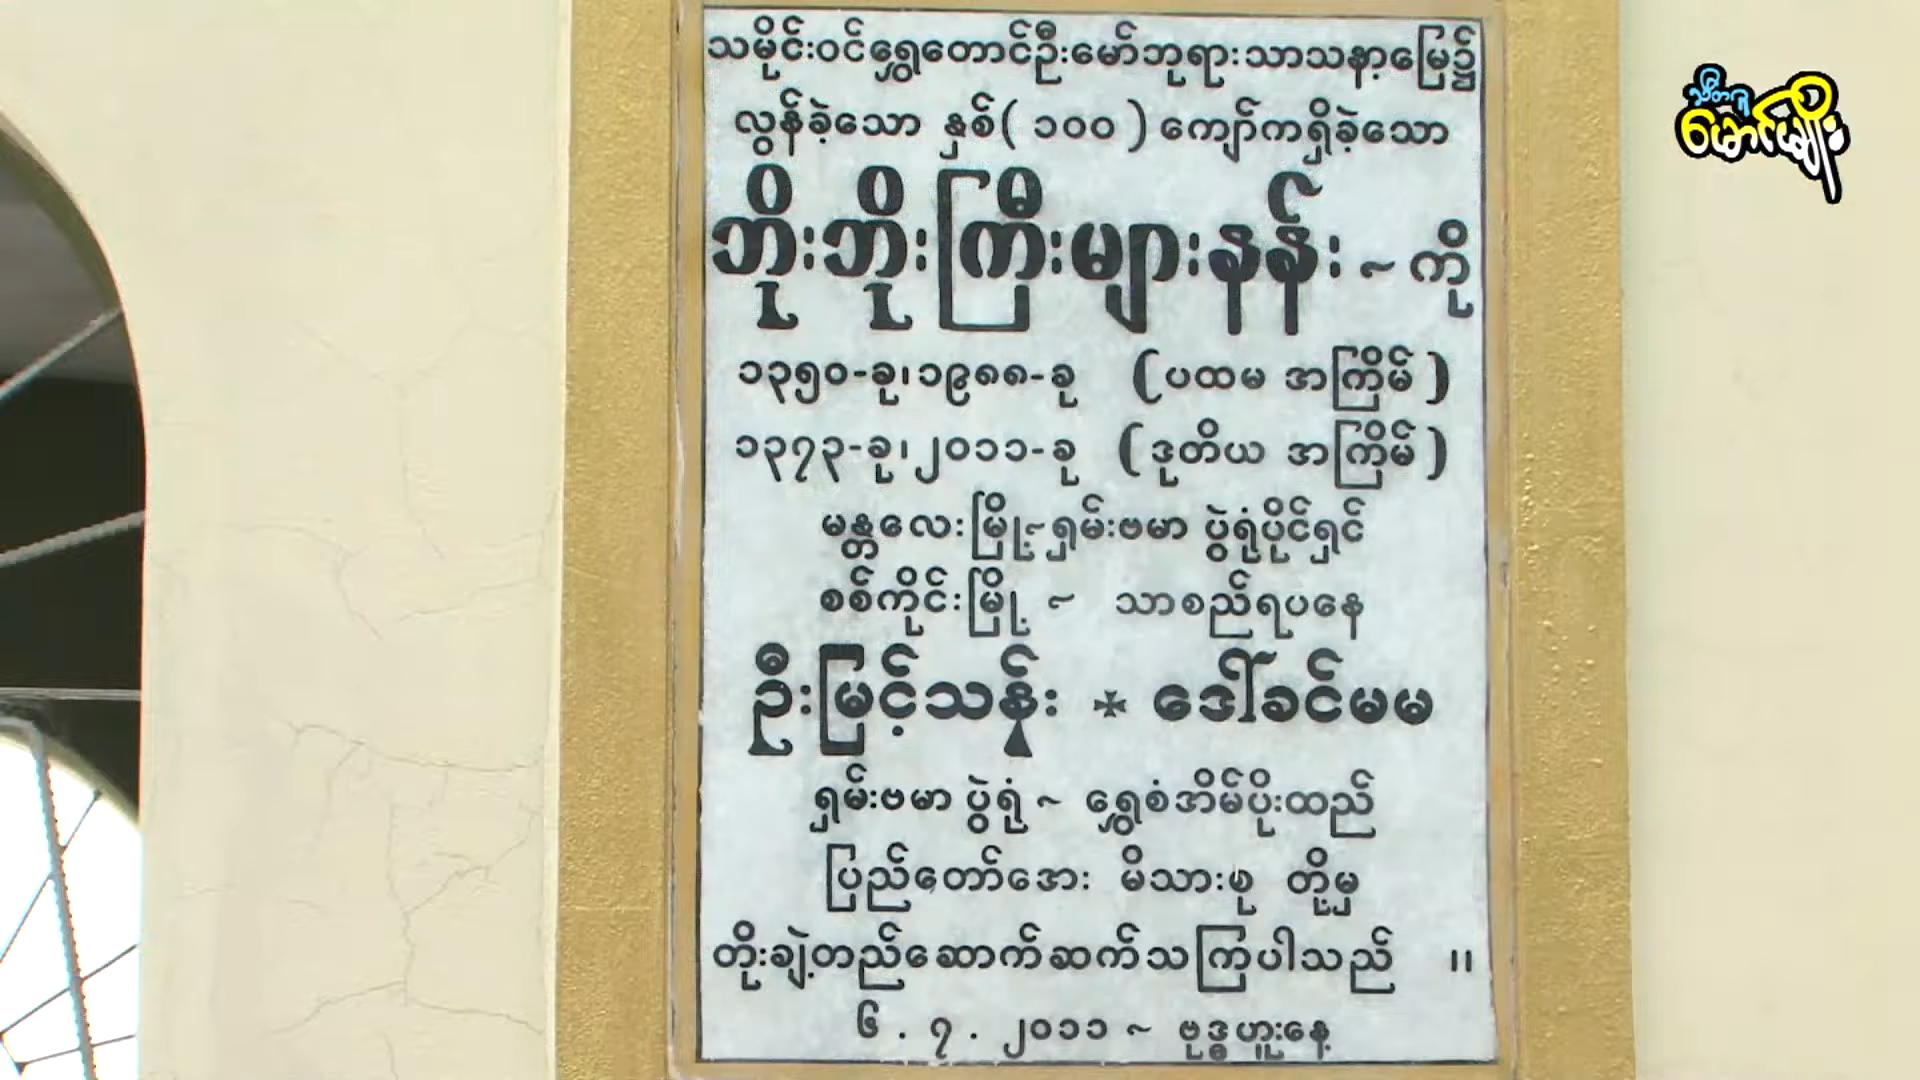 သမိုင်းဝင်ရွှေတောင်ဦးမော်ဘုရားသာသနာ့မြေ၌
လွန်ခဲ့သော နှစ်(၁၀၀)ကျော်ကရှိခဲ့သော
ဘိုးဘိုးကြီးများနန်း ~ ကို
၁၃၅၀-ခု၊၁၉၈၈-ခု (ပထမ အကြိမ်)
၁၃၇၃-ခု၊၂၀၁၁-ခု (ဒုတိယ အကြိမ်)
မန္တလေးမြို့~ရှမ်းဗမာ ပွဲရုံပိုင်ရှင်
စစ်ကိုင်းမြို့ ~ သာစည်ရပနေ
ဦးမြင့်သန်း * ဒေါ်ခင်မမ
ရှမ်းဗမာ ပွဲရုံ ~ ရွှေစံအိမ်ပိုးထည်
ပြည်တော်အေး မိသားစု တို့မှ
တိုးချဲ့တည်ဆောက်ဆက်သကြပါသည် ။
၆ . ၇ . ၂၀၁၁ ~ ဗုဒ္ဓဟူးနေ့
သီတဂူ
မောင်မျိုး